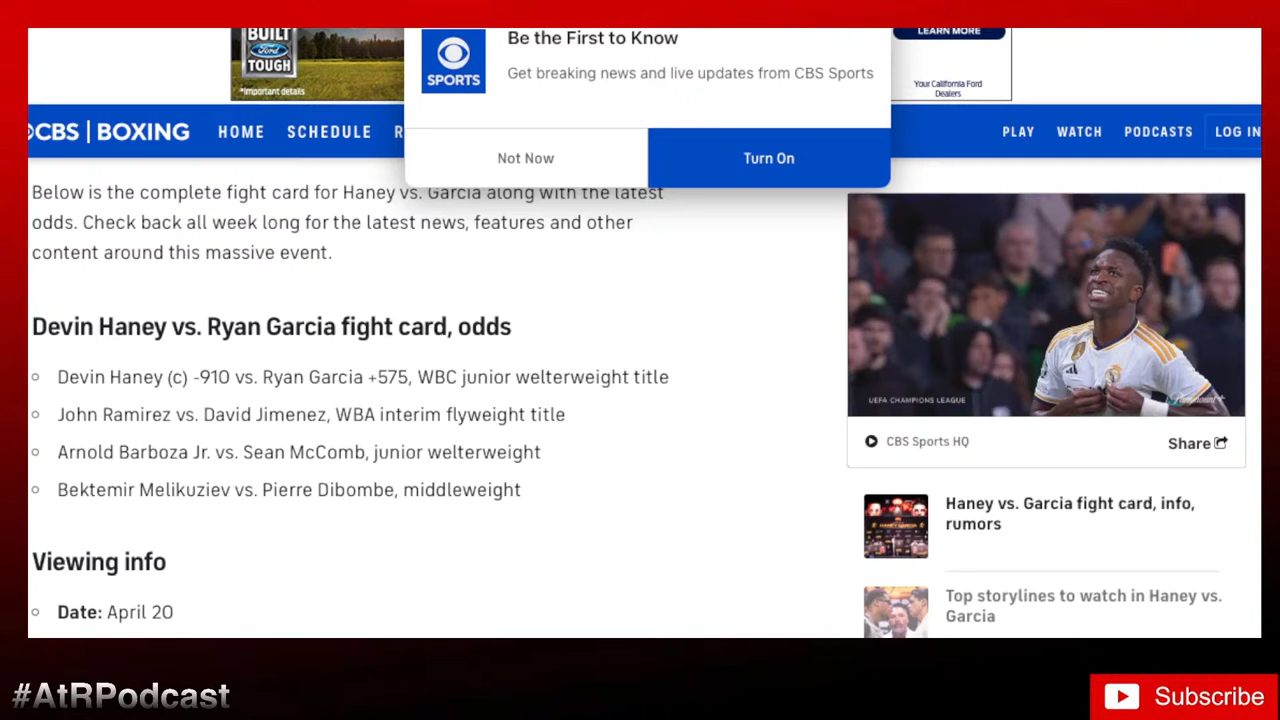 BUILT
Ford
TOUGH
*Important details
Be the First to Know
SPORTS
Get breaking news and live updates from CBS Sports
Not Now
Turn On
LEARN MORE
Your California Ford
Dealers
CBS | BOXING
HOME
SCHEDULE
R
PLAY
WATCH
PODCASTS
LOG IN
Below is the complete fight card for Haney vs. Garcia along with the latest
odds. Check back all week long for the latest news, features and other
content around this massive event.
Devin Haney vs. Ryan Garcia fight card, odds
Devin Haney (c) -910 vs. Ryan Garcia +575, WBC junior welterweight title
John Ramirez vs. David Jimenez, WBA interim flyweight title
Arnold Barboza Jr. vs. Sean McComb, junior welterweight
Bektemir Melikuziev vs. Pierre Dibombe, middleweight
Viewing info
Date: April 20
UEFA CHAMPIONS LEAGUE
Paramount+
CBS Sports HQ
Share
Haney vs. Garcia fight card, info,
rumors
Top storylines to watch in Haney vs.
Garcia
#AtRPodcast
Subscribe